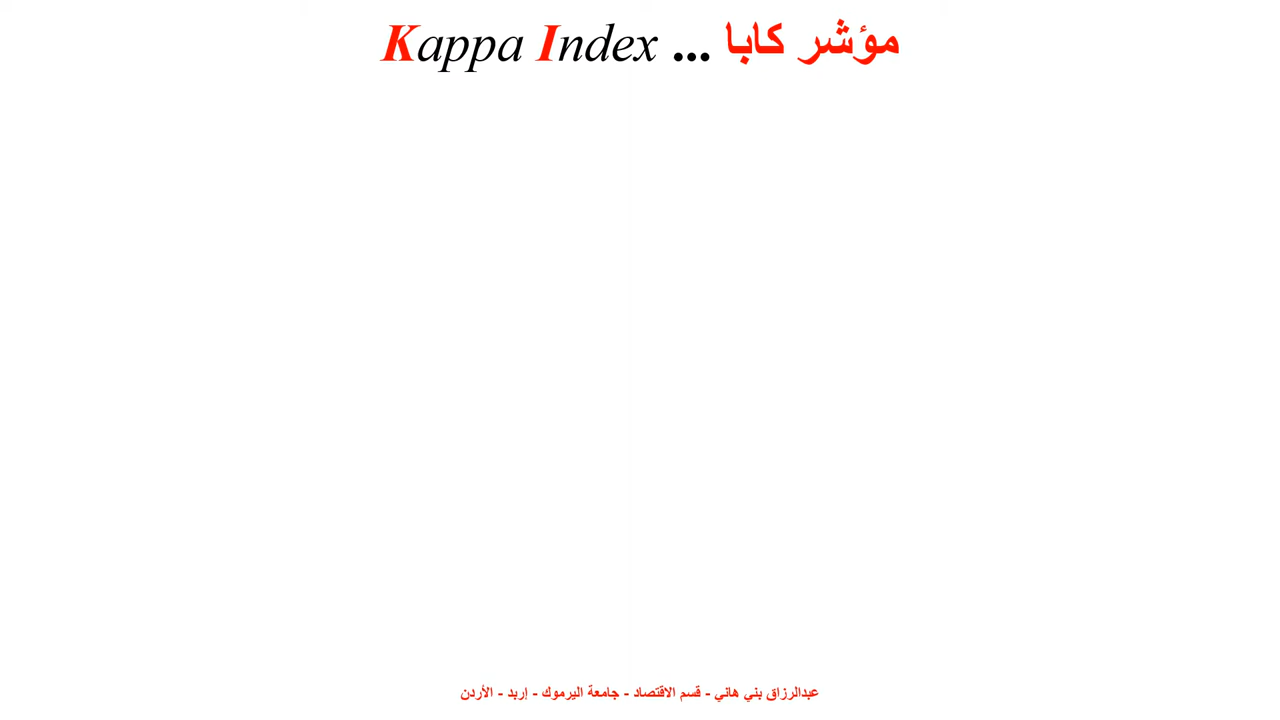 مؤشر كابا ... Kappa Index
عبدالرزاق بني هاني - قسم الاقتصاد - جامعة اليرموك - إربد - الأردن